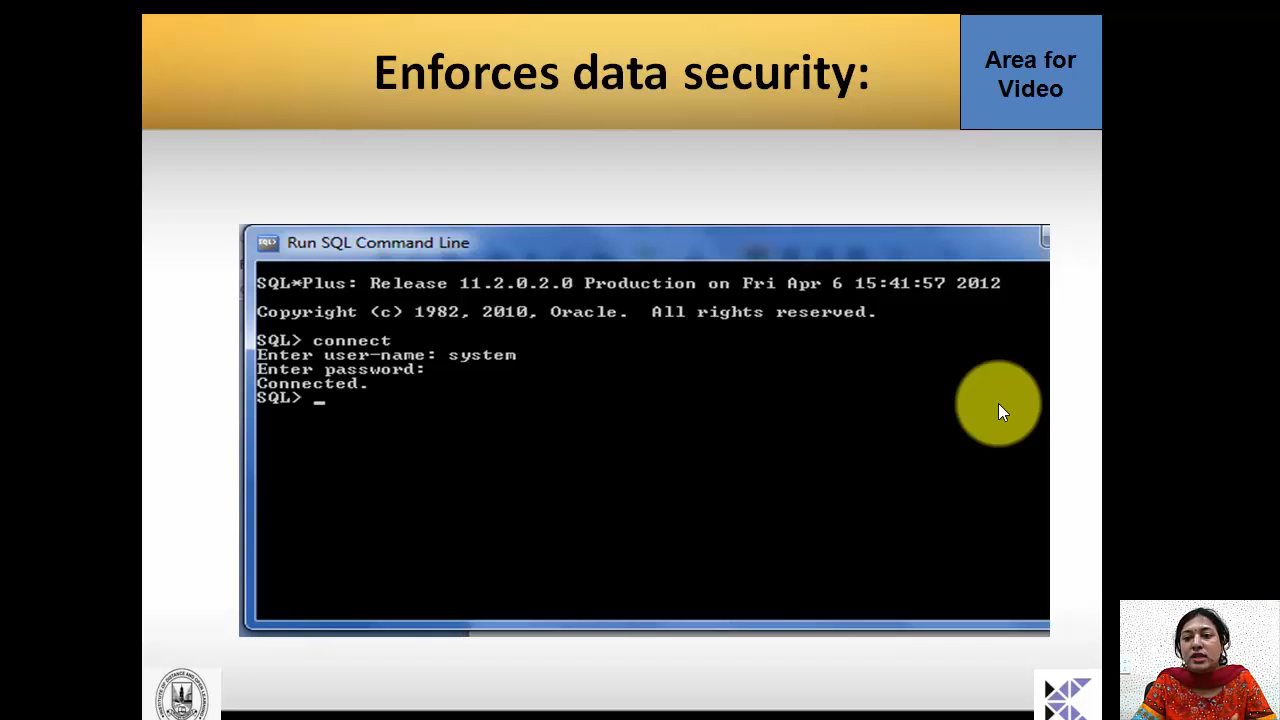 Enforces data security:
Area for
Video
Run SQL Command Line
SQL*Plus: Release 11.2.0.2.0 Production on Fri Apr 6 15:41:57 2012
Copyright (c) 1982, 2010, Oracle.  All rights reserved.
SQL> connect
Enter user-name: system
Enter password:
Connected.
SQL> _